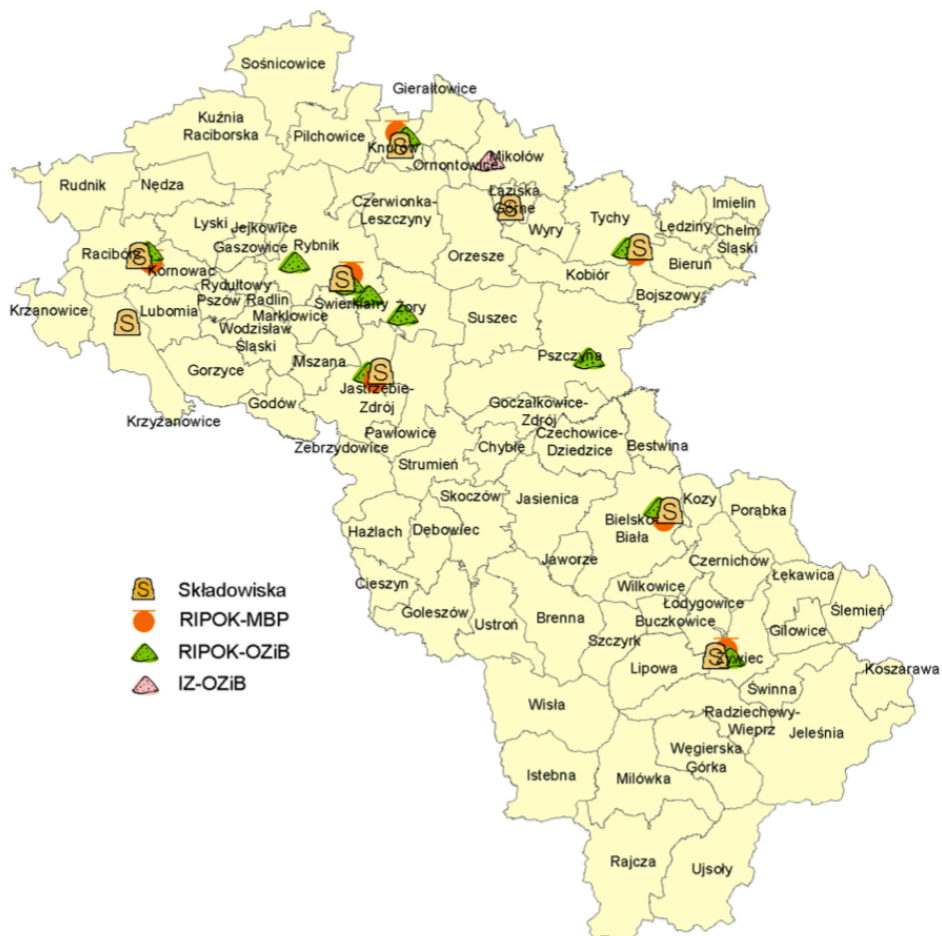 Sośnicowice
Gierałtowice
Kuźnia
Raciborska
Pilchowice
Knurów
Ornontowice
Mikołów
Rudnik
Nędza
Czerwionka-
Leszczyny
Łaziska
Górne
Wyry
Tychy
Lędziny
Imielin
Chełm
Śląski
Lyski
Jejkowice
Gaszowice
Rybnik
Racibórz
Kornowac
Orzesze
Kobiór
Bieruń
Bojszowy
Rydułtowy
Pszów
Radlin
Marklowice
Świerklany
Żory
Suszec
Krzanowice
Lubomia
Wodzisław
Śląski
Mszana
Pszczyna
Gorzyce
Jastrzębie-
Zdrój
Godów
Goczałkowice-
Zdrój
Krzyżanowice
Zebrzydowice
Pawłowice
Chybie
Czechowice-
Dziedzice
Bestwina
Strumień
Skoczów
Jasienica
Kozy
Porąbka
Hażlach
Dębowiec
Bielsko-
Biała
Jaworze
Czernichów
Łękawica
Cieszyn
Wilkowice
Goleszów
Ustroń
Brenna
Łodygowice
Buczkowice
Ślemień
Gilowice
Szczyrk
Lipowa
Żywiec
Koszarawa
Świnna
Wisła
Radziechowy-
Wieprz
Jeleśnia
Węgierska
Górka
Istebna
Milówka
Rajcza
Ujsoły
S Składowiska
RIPOK-MBP
RIPOK-OZiB
IZ-OZiB
S
S
S
S
S
S
S
S
S